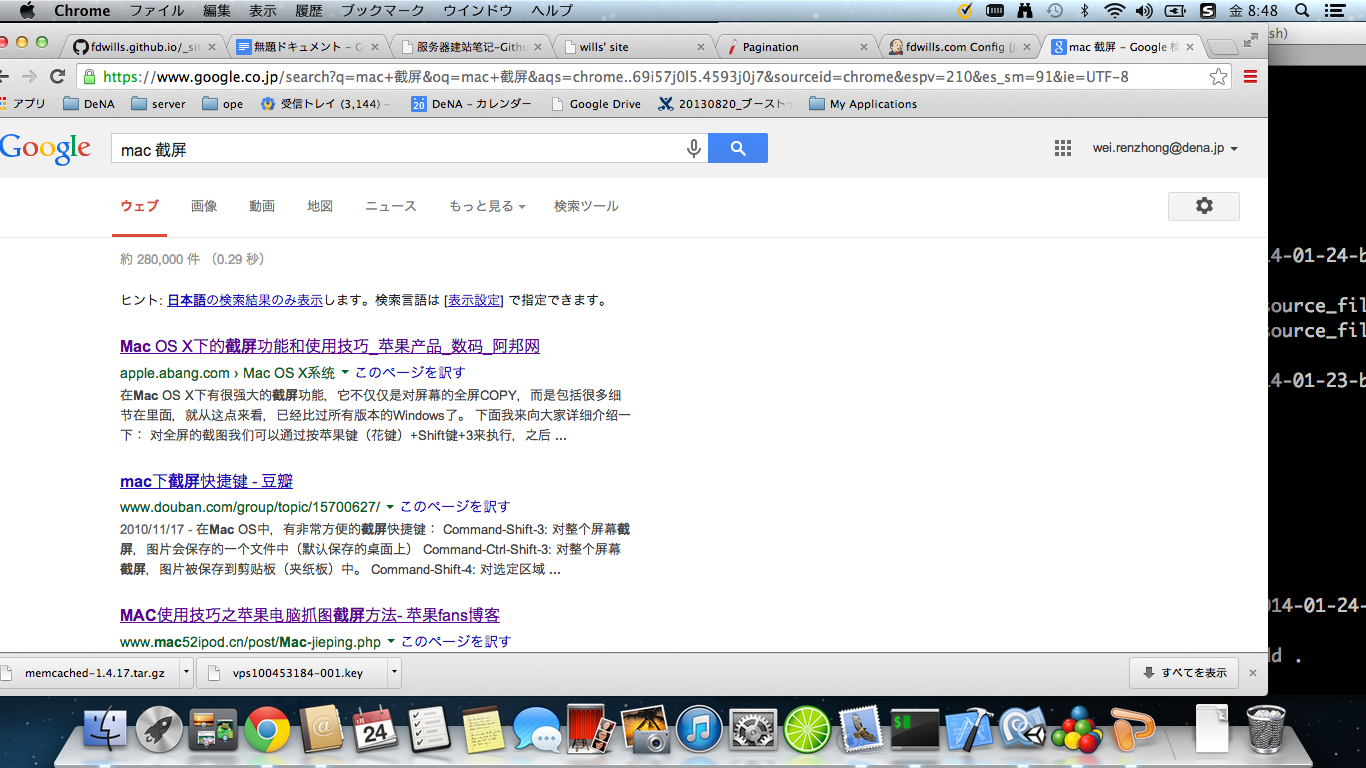 Chrome ファイル 編集 表示 履歴 ブックマーク ウインドウ ヘルプ 金 8:48
fdwills.github.io/_sit 無題ドキュメント - G 服务器建站笔记-Github wills' site Pagination fdwills.com Config [J mac 截屏 - Google 検 sh)
https://www.google.co.jp/search?q=mac+截屏&oq=mac+截屏&aqs=chrome..69i57j0l5.4593j0j7&sourceid=chrome&espv=210&es_sm=91&ie=UTF-8
アプリ DeNA server ope 受信トレイ (3,144) - DeNA - カレンダー Google Drive 20130820_ブースト My Applications
Google mac 截屏 wei.renzhong@dena.jp
ウェブ 画像 動画 地図 ニュース もっと見る 検索ツール
約 280,000 件 (0.29 秒)
4-01-24-b
ヒント: 日本語の検索結果のみ表示します。検索言語は [表示設定] で指定できます。
source_fil
source_fil
Mac OS X下的截屏功能和使用技巧_苹果产品_数码_阿邦网
apple.abang.com › Mac OS X系统 このページを訳す
4-01-23-b
在Mac OS X下有很强大的截屏功能，它不仅仅是对屏幕的全屏COPY，而是包括很多细
节在里面，就从这点来看，已经比过所有版本的Windows了。 下面我来向大家详细介绍一
下： 对全屏的截图我们可以通过按苹果键（花键）+Shift键+3来执行，之后 ...
mac下截屏快捷键 - 豆瓣
www.douban.com/group/topic/15700627/ このページを訳す
2010/11/17 - 在Mac OS中，有非常方便的截屏快捷键： Command-Shift-3: 对整个屏幕截
屏，图片会保存的一个文件中（默认保存的桌面上） Command-Ctrl-Shift-3: 对整个屏幕
截屏，图片被保存到剪贴板（夹纸板）中。 Command-Shift-4: 对选定区域 ...
014-01-24-
MAC使用技巧之苹果电脑抓图截屏方法- 苹果fans博客
www.mac52ipod.cn/post/Mac-jieping.php このページを訳す
dd .
memcached-1.4.17.tar.gz vps100453184-001.key すべてを表示
24